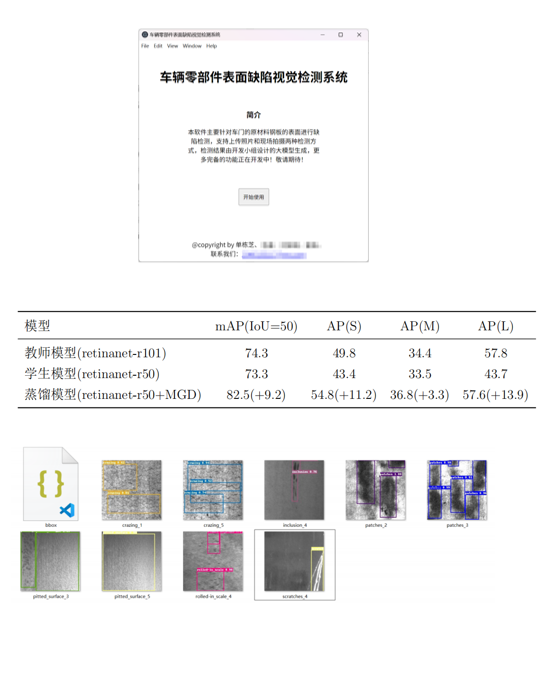 车辆零部件表面缺陷视觉检测系统
File Edit View Window Help
车辆零部件表面缺陷视觉检测系统
简介
本软件主要针对车门的原材料钢板的表面进行缺
陷检测，支持上传照片和现场拍摄两种检测方
式，检测结果由开发小组设计的大模型生成，更
多完备的功能正在开发中！敬请期待！
开始使用
@copyright by 单栋芝、
联系我们：
模型 mAP(IoU=50) AP(S) AP(M) AP(L)
教师模型(retinanet-r101) 74.3 49.8 34.4 57.8
学生模型(retinanet-r50) 73.3 43.4 33.5 43.7
蒸馏模型(retinanet-r50+MGD) 82.5(+9.2) 54.8(+11.2) 36.8(+3.3) 57.6(+13.9)
bbox crazing_1 crazing_5 inclusion_4 patches_2 patches_3
pitted_surface_3 pitted_surface_5 rolled-in_scale_4 scratches_4